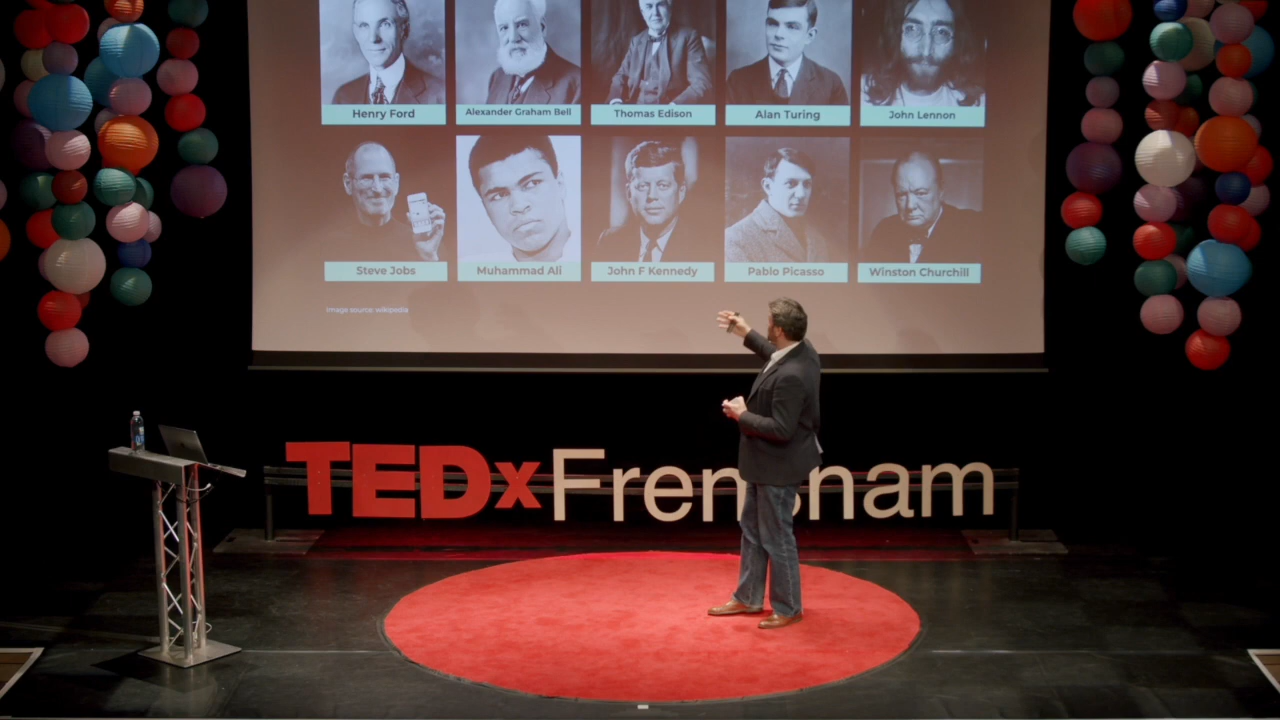 Henry Ford
Alexander Graham Bell
Thomas Edison
Alan Turing
John Lennon
Steve Jobs
Muhammad Ali
John F Kennedy
Pablo Picasso
Winston Churchill
Image source: wikipedia
TEDxFrensham